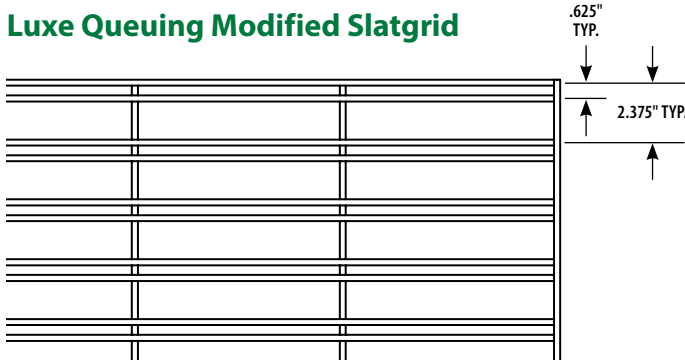 Luxe Queuing Modified Slatgrid
.625"
TYP.
2.375" TYP.